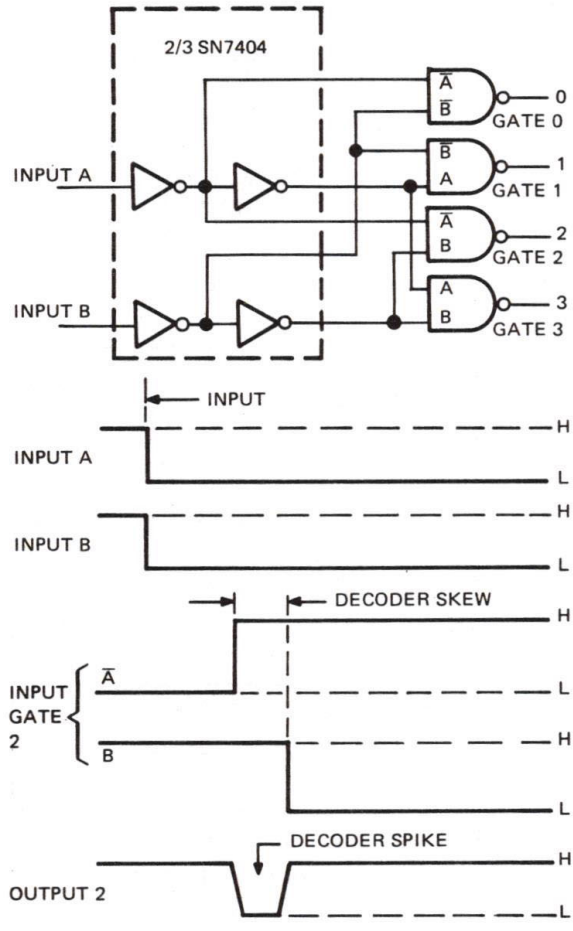 2/3 SN7404
A̅
B̅
0
GATE 0
INPUT A
B̅
A
1
GATE 1
A̅
B
2
GATE 2
INPUT B
A
B
3
GATE 3
INPUT
INPUT A
H
L
INPUT B
H
L
DECODER SKEW
INPUT
GATE
2
A̅
H
L
B
H
L
DECODER SPIKE
OUTPUT 2
H
L